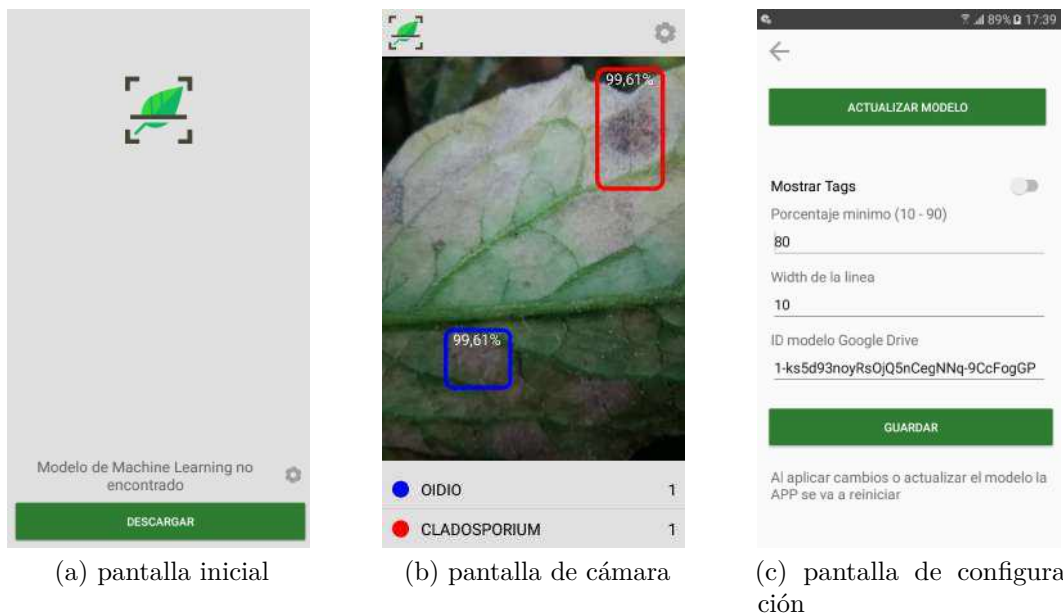 Modelo de Machine Learning no
encontrado
DESCARGAR
(a) pantalla inicial
99,61%
99,61%
OIDIO 1
CLADOSPORIUM 1
(b) pantalla de cámara
89% 17:39
ACTUALIZAR MODELO
Mostrar Tags
Porcentaje minimo (10 - 90)
80
Width de la linea
10
ID modelo Google Drive
1-ks5d93noyRsOjQ5nCegNNq-9CcFogGP
GUARDAR
Al aplicar cambios o actualizar el modelo la
APP se va a reiniciar
(c) pantalla de configura
ción